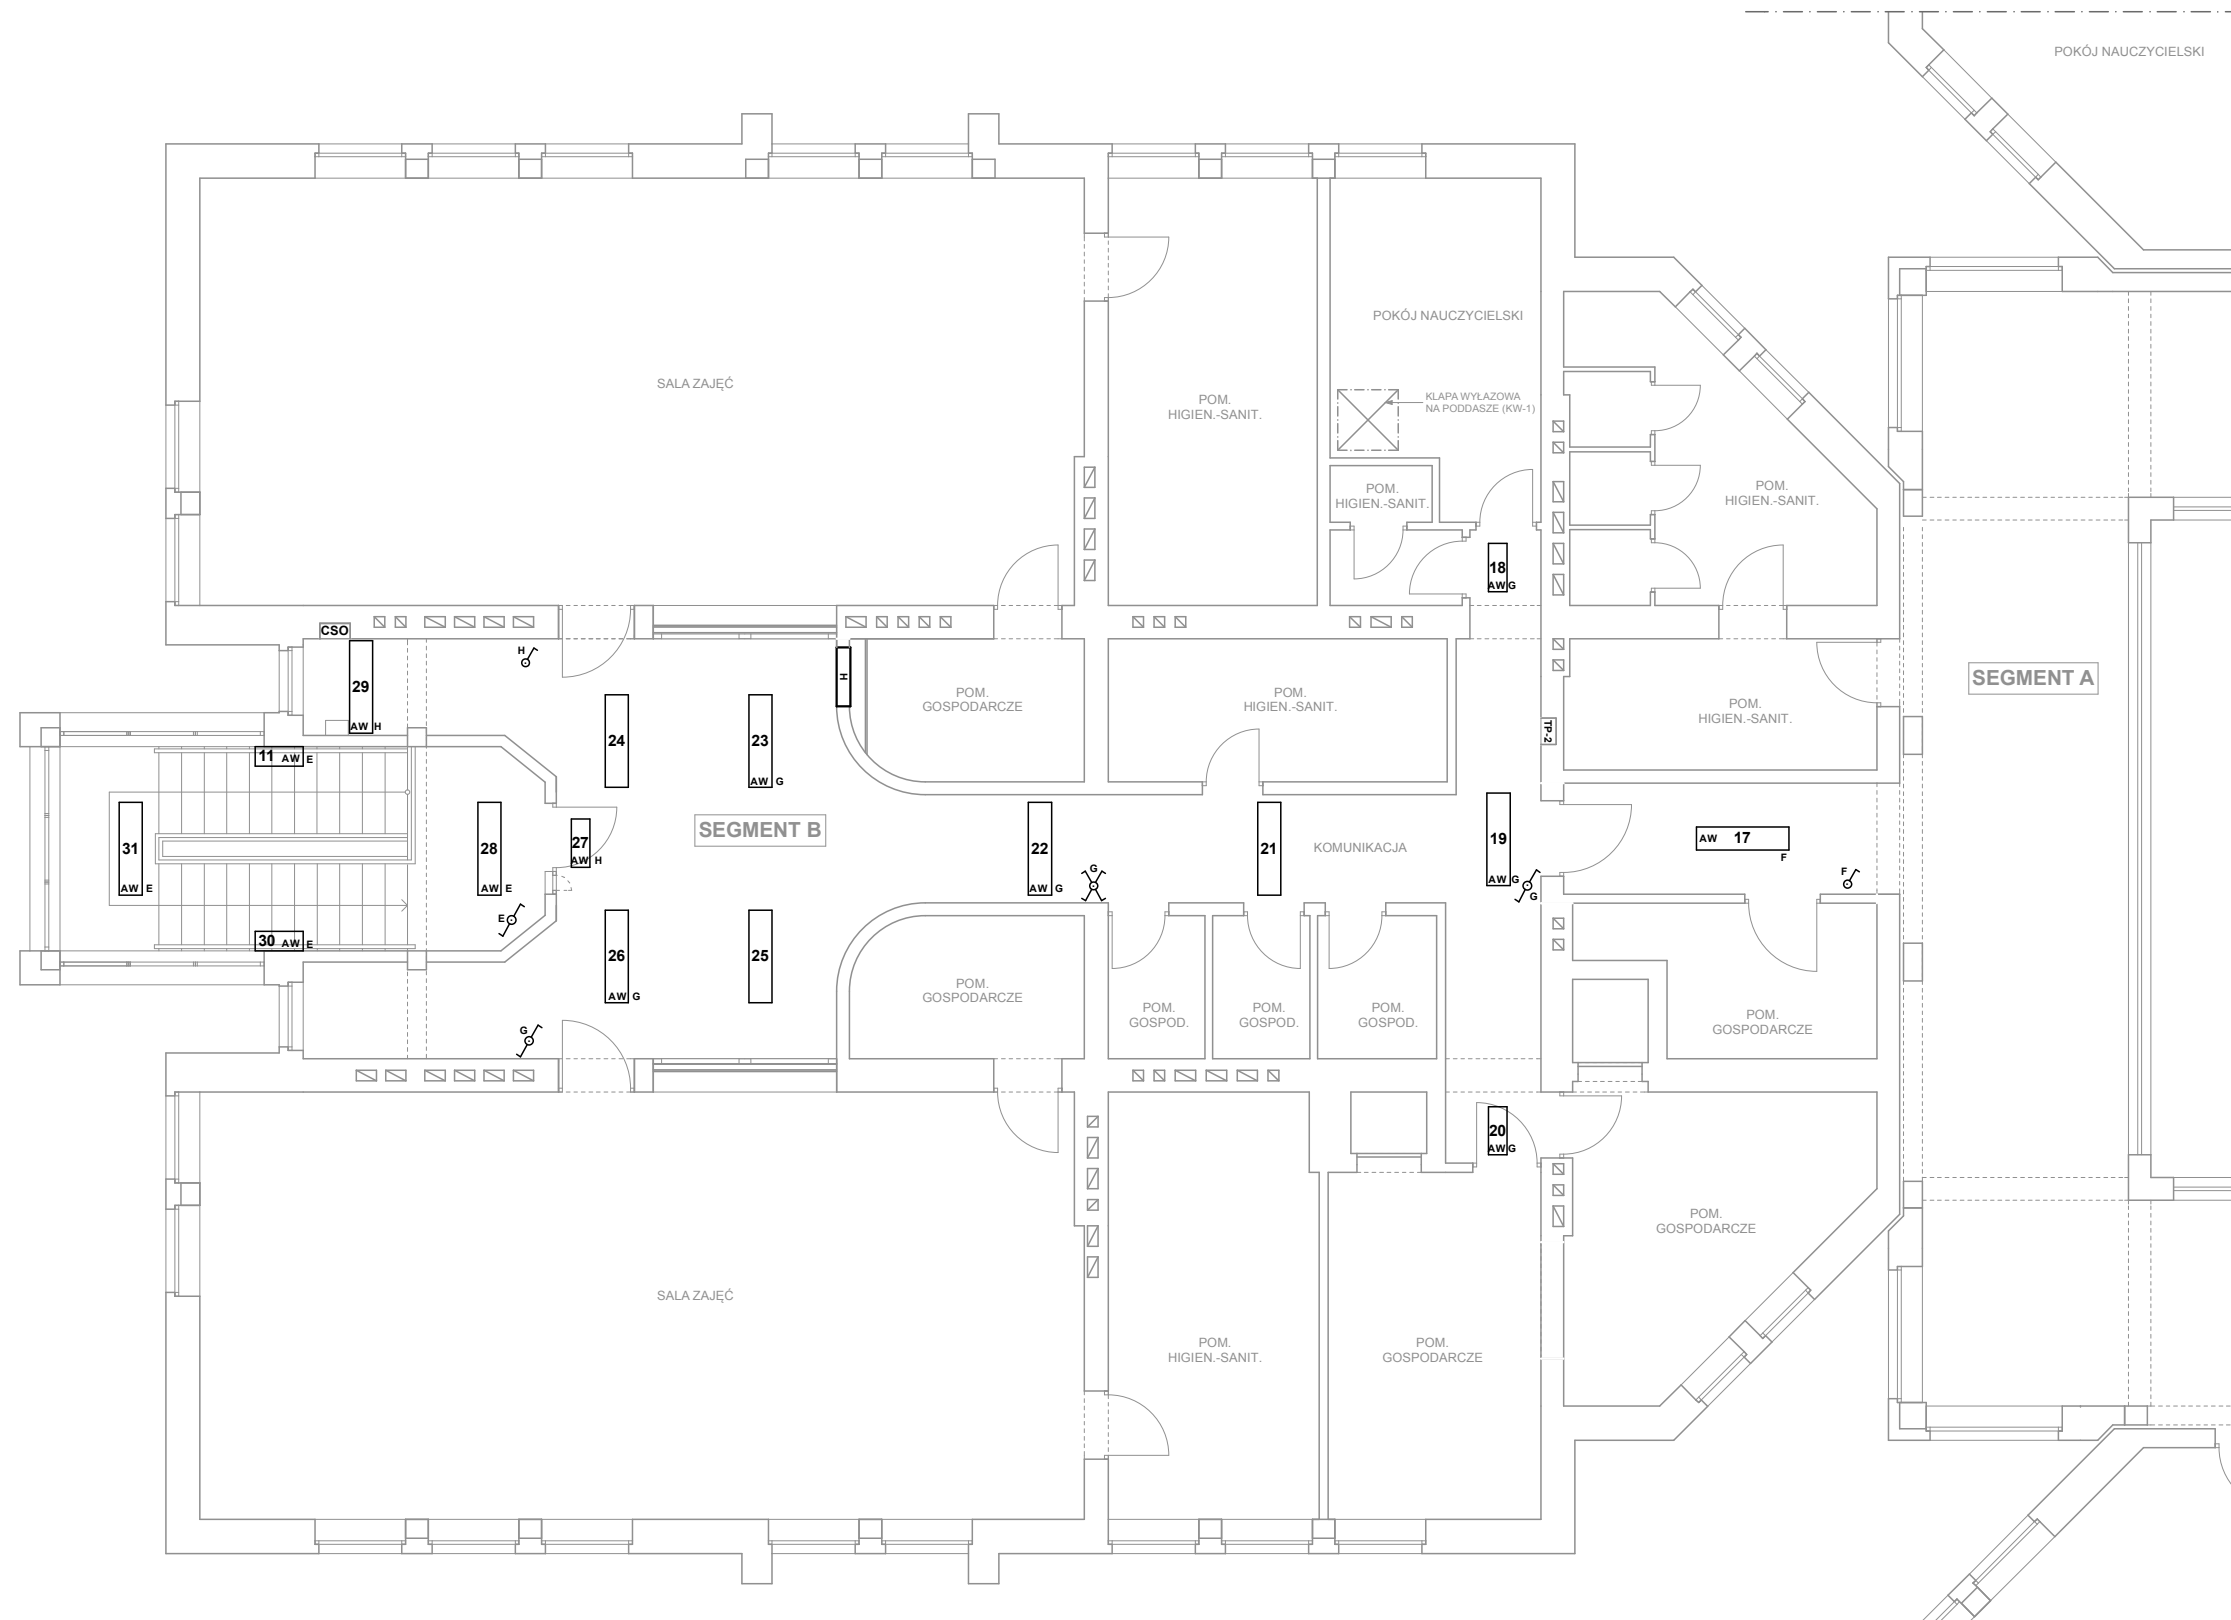 POKÓJ NAUCZYCIELSKI
POKÓJ NAUCZYCIELSKI
SALA ZAJĘĆ
POM.
HIGIEN.-SANIT.
KLAPA WYŁAZOWA
NA PODDASZE (KW-1)
POM.
HIGIEN.-SANIT.
POM.
HIGIEN.-SANIT.
18
AW G
CSO
H
29
AW H
24
23
AW G
H
POM.
GOSPODARCZE
POM.
HIGIEN.-SANIT.
TP-2
POM.
HIGIEN.-SANIT.
SEGMENT A
11 AW E
31
AW E
28
AW E
27
AW H
SEGMENT B
22
AW G
G
21
KOMUNIKACJA
19
AW G
G
AW 17
F
F
E
30 AW E
26
AW G
25
G
POM.
GOSPODARCZE
POM.
GOSPOD.
POM.
GOSPOD.
POM.
GOSPOD.
POM.
GOSPODARCZE
20
AW G
POM.
GOSPODARCZE
SALA ZAJĘĆ
POM.
HIGIEN.-SANIT.
POM.
GOSPODARCZE